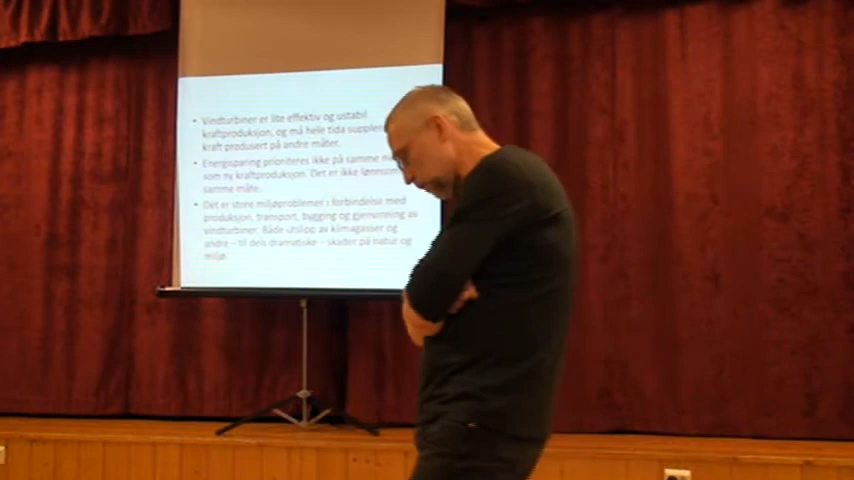 • Vindturbiner er lite effektiv og ustabil
kraftproduksjon, og må hele tida supple
kraft produsert på andre måter.
• Energisparing prioriteres ikke på samme
som ny kraftproduksjon. Det er ikke lønnsom
samme måte.
• Det er store miljøproblemer i forbindelse med
produksjon, transport, bygging og gjenvinning av
vindturbiner. Både utslipp av klimagasser og
andre – til dels dramatiske – skader på natur og
miljø